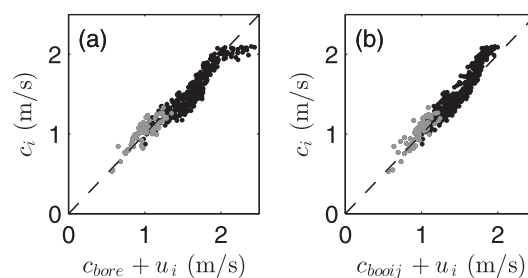 (a)
c_i (m/s)
2
1
0
0 1 2
c_bore + u_i (m/s)
(b)
c_i (m/s)
2
1
0
0 1 2
c_booij + u_i (m/s)